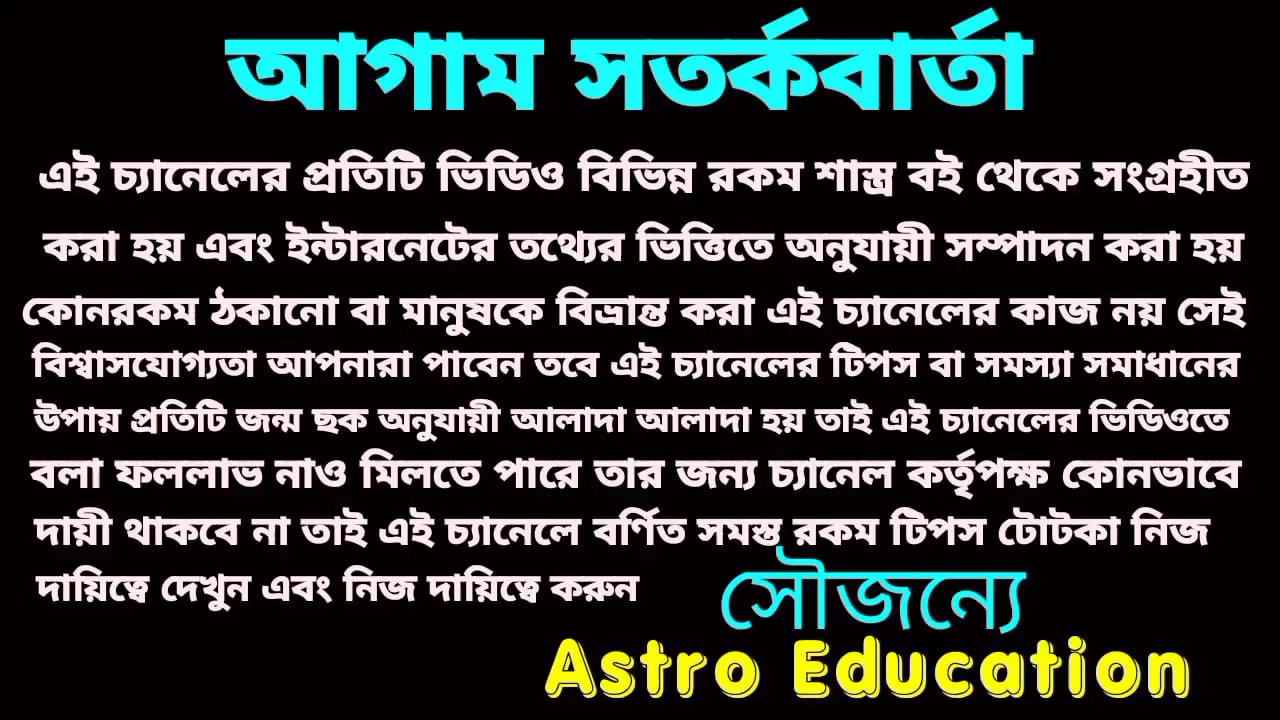 আগাম সতর্কবার্তা
এই চ্যানেলের প্রতিটি ভিডিও বিভিন্ন রকম শাস্ত্র বই থেকে সংগ্রহীত
করা হয় এবং ইন্টারনেটের তথ্যের ভিত্তিতে অনুযায়ী সম্পাদন করা হয়
কোনরকম ঠকানো বা মানুষকে বিভ্রান্ত করা এই চ্যানেলের কাজ নয় সেই
বিশ্বাসযোগ্যতা আপনারা পাবেন তবে এই চ্যানেলের টিপস বা সমস্যা সমাধানের
উপায় প্রতিটি জন্ম ছক অনুযায়ী আলাদা আলাদা হয় তাই এই চ্যানেলের ভিডিওতে
বলা ফললাভ নাও মিলতে পারে তার জন্য চ্যানেল কর্তৃপক্ষ কোনভাবে
দায়ী থাকবে না তাই এই চ্যানেলে বর্ণিত সমস্ত রকম টিপস টোটকা নিজ
দায়িত্বে দেখুন এবং নিজ দায়িত্বে করুন
সৌজন্যে
Astro Education